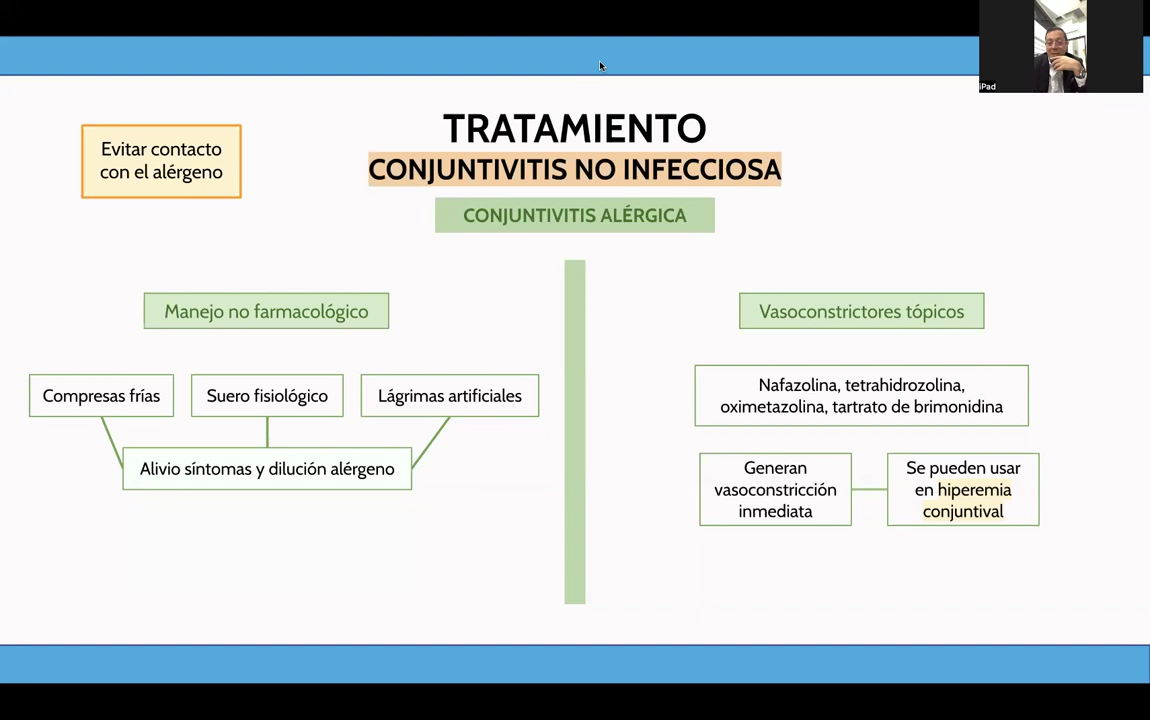 iPad
TRATAMIENTO
CONJUNTIVITIS NO INFECCIOSA
CONJUNTIVITIS ALÉRGICA
Evitar contacto
con el alérgeno
Manejo no farmacológico
Compresas frías
Suero fisiológico
Lágrimas artificiales
Alivio síntomas y dilución alérgeno
Vasoconstrictores tópicos
Nafazolina, tetrahidrozolina,
oximetazolina, tartrato de brimonidina
Generan
vasoconstricción
inmediata
Se pueden usar
en hiperemia
conjuntival